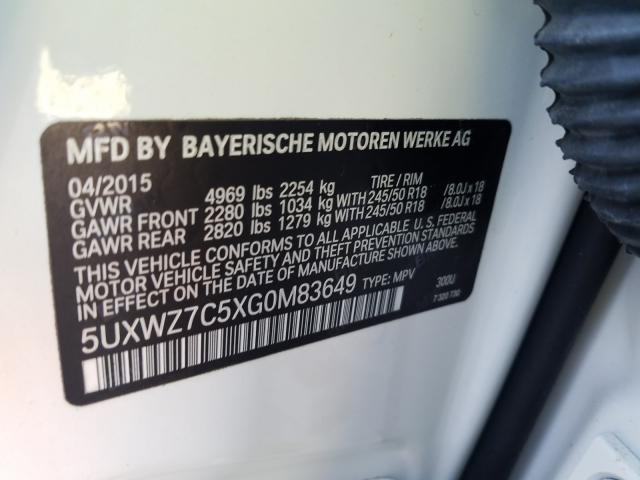 MFD BY BAYERISCHE MOTOREN WERKE AG
04/2015 TIRE / RIM
GVWR 4969 lbs 2254 kg
GAWR FRONT 2280 lbs 1034 kg WITH 245/50 R18 /8.0J x 18
GAWR REAR 2820 lbs 1279 kg WITH 245/50 R18 /8.0J x 18
THIS VEHICLE CONFORMS TO ALL APPLICABLE U. S. FEDERAL
MOTOR VEHICLE SAFETY AND THEFT PREVENTION STANDARDS
IN EFFECT ON THE DATE OF MANUFACTURE SHOWN ABOVE.
5UXWZ7C5XG0M83649 TYPE: MPV 300U
7 320 730